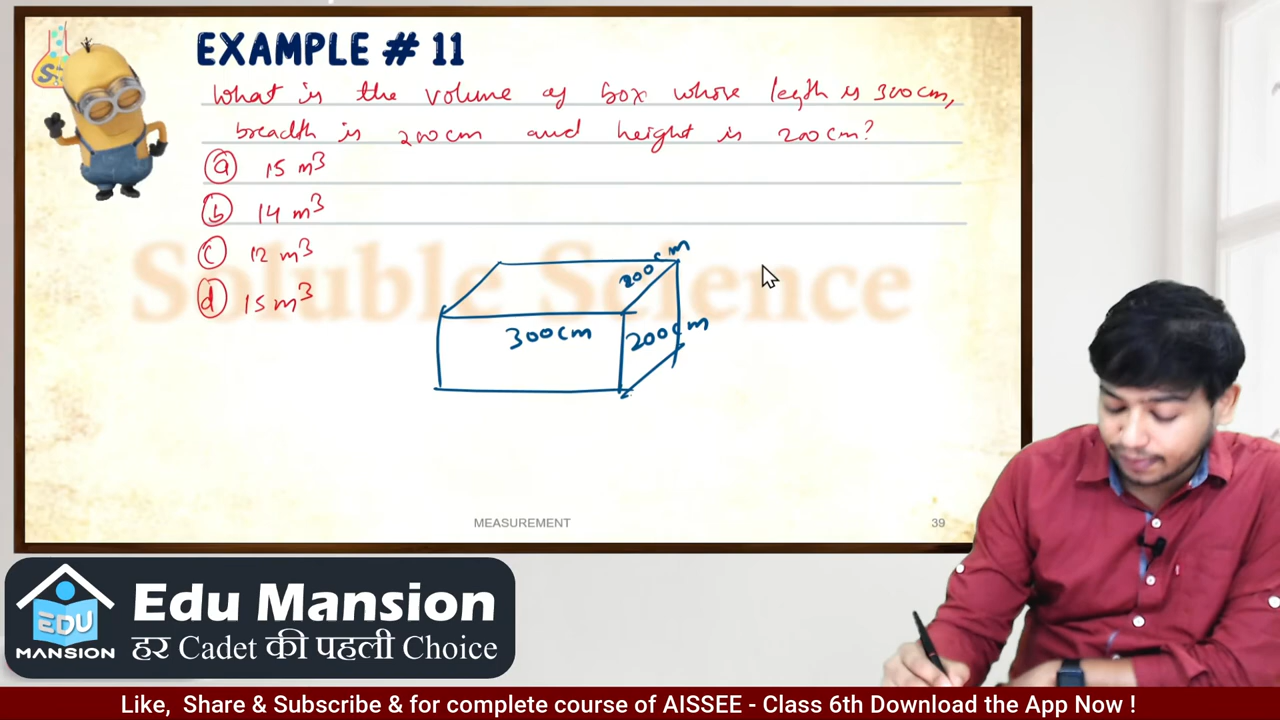 EXAMPLE # 11
What is the volume of box whose legth is 300cm,
breadth is 200cm and height is 200cm?
(a) 15 m³
(b) 14 m³
(c) 12 m³
(d) 15 m³
Soluble Science
200cm
300cm
200cm
MEASUREMENT
39
EDU
MANSION
Edu Mansion
हर Cadet की पहली Choice
Like, Share & Subscribe & for complete course of AISSEE - Class 6th Download the App Now !